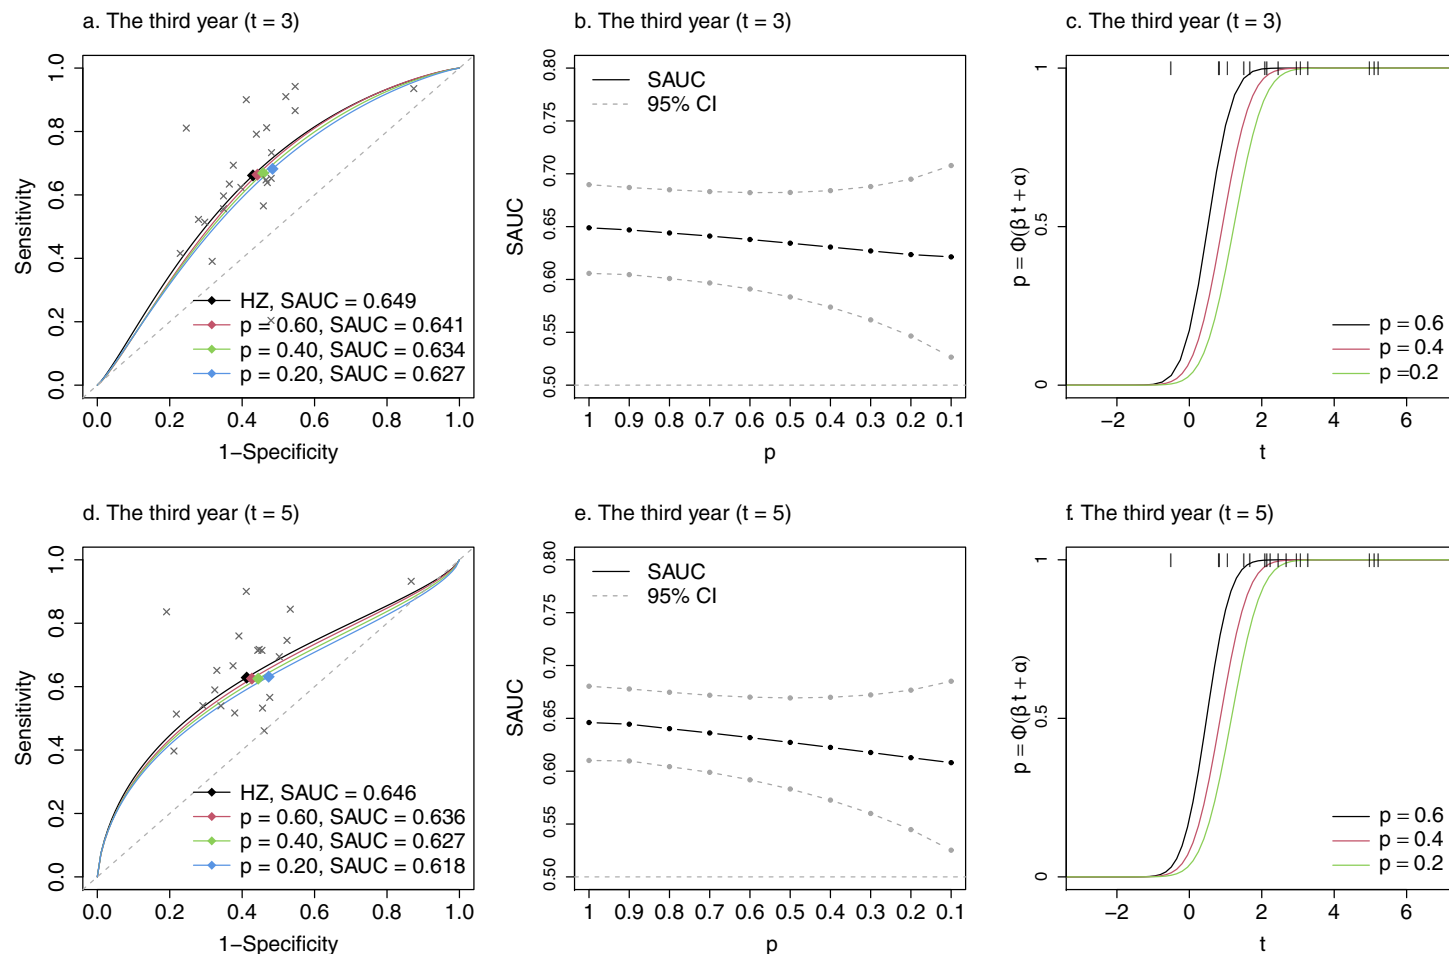 a. The third year (t = 3)
Sensitivity
1.0
0.8
0.6
0.4
0.2
0.0
HZ, SAUC = 0.649
p = 0.60, SAUC = 0.641
p = 0.40, SAUC = 0.634
p = 0.20, SAUC = 0.627
0.0 0.2 0.4 0.6 0.8 1.0
1−Specificity
b. The third year (t = 3)
SAUC
0.80
0.75
0.70
0.65
0.60
0.55
0.50
SAUC
95% CI
1 0.9 0.8 0.7 0.6 0.5 0.4 0.3 0.2 0.1
p
c. The third year (t = 3)
p = Φ(β t + α)
1
0.5
0
p = 0.6
p = 0.4
p =0.2
−2 0 2 4 6
t
d. The third year (t = 5)
Sensitivity
1.0
0.8
0.6
0.4
0.2
0.0
HZ, SAUC = 0.646
p = 0.60, SAUC = 0.636
p = 0.40, SAUC = 0.627
p = 0.20, SAUC = 0.618
0.0 0.2 0.4 0.6 0.8 1.0
1−Specificity
e. The third year (t = 5)
SAUC
0.80
0.75
0.70
0.65
0.60
0.55
0.50
SAUC
95% CI
1 0.9 0.8 0.7 0.6 0.5 0.4 0.3 0.2 0.1
p
f. The third year (t = 5)
p = Φ(β t + α)
1
0.5
0
p = 0.6
p = 0.4
p = 0.2
−2 0 2 4 6
t